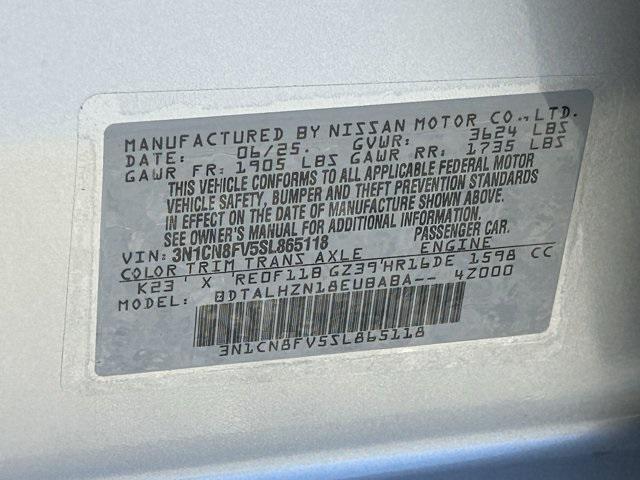 MANUFACTURED BY NISSAN MOTOR CO., LTD.
DATE: 06/25. GVWR: 3624 LBS
GAWR FR: 1905 LBS GAWR RR: 1735 LBS
THIS VEHICLE CONFORMS TO ALL APPLICABLE FEDERAL MOTOR
VEHICLE SAFETY, BUMPER AND THEFT PREVENTION STANDARDS
IN EFFECT ON THE DATE OF MANUFACTURE SHOWN ABOVE.
SEE OWNERS MANUAL FOR ADDITIONAL INFORMATION.
VIN: 3N1CN8FV5SL865118 PASSENGER CAR.
COLOR TRIM TRANS AXLE ENGINE
K23 X RE0F11B GZ39 HR16DE 1598 CC
MODEL: BDTALHZN18EUBABA-- 4Z000
3N1CN8FV5SL865118